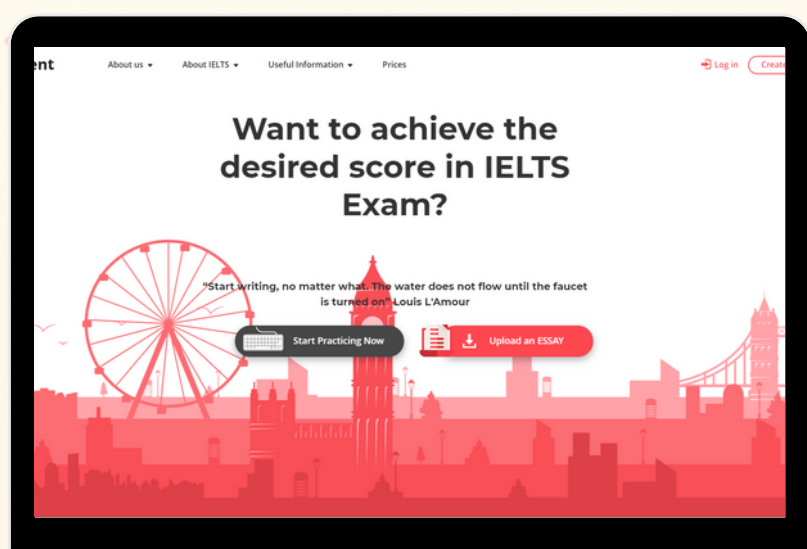 ent
About us
About IELTS
Useful Information
Prices
Log in
Create
Want to achieve the
desired score in IELTS
Exam?
“Start writing, no matter what. The water does not flow until the faucet
is turned on” Louis L'Amour
Start Practicing Now
Upload an ESSAY